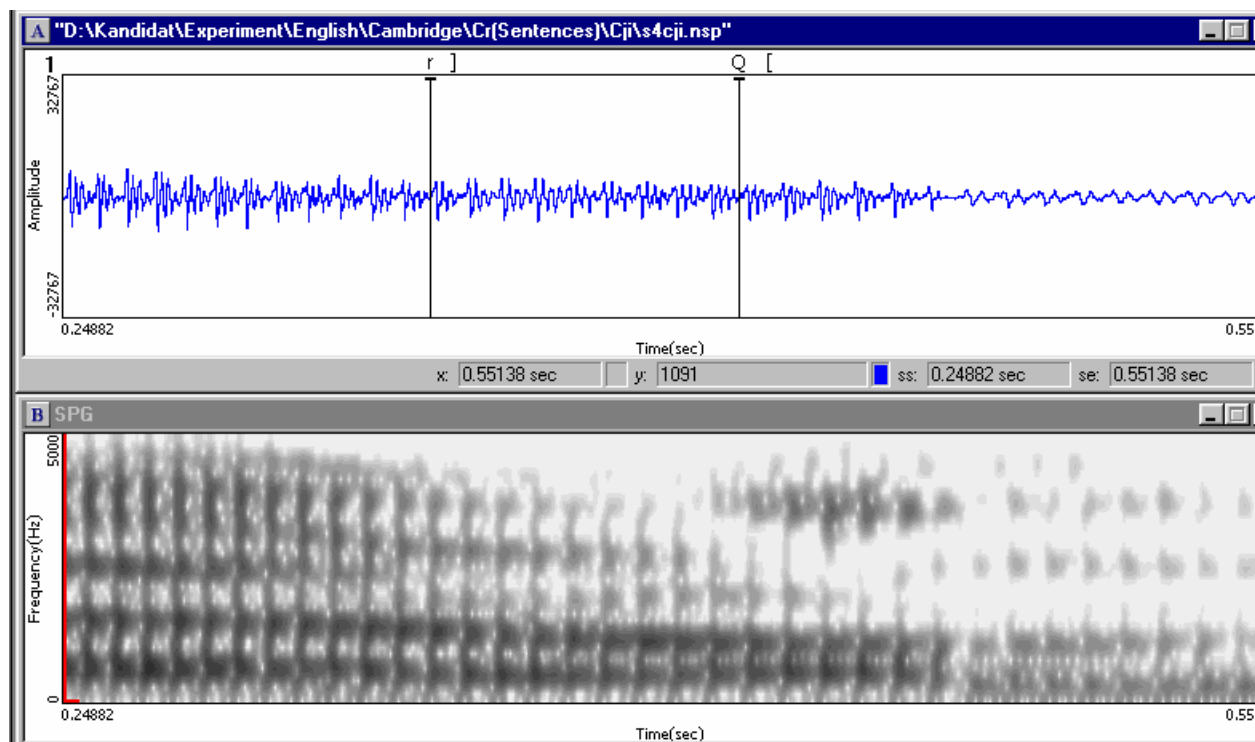 A "D:\Kandidat\Experiment\English\Cambridge\Cr(Sentences)\Cji\s4cji.nsp"
1 r ] Q [
32767
Amplitude
-32767
0.24882 0.55
Time(sec)
x: 0.55138 sec y: 1091 ss: 0.24882 sec se: 0.55138 sec
B SPG
5000
Frequency(Hz)
0
0.24882 0.55
Time(sec)